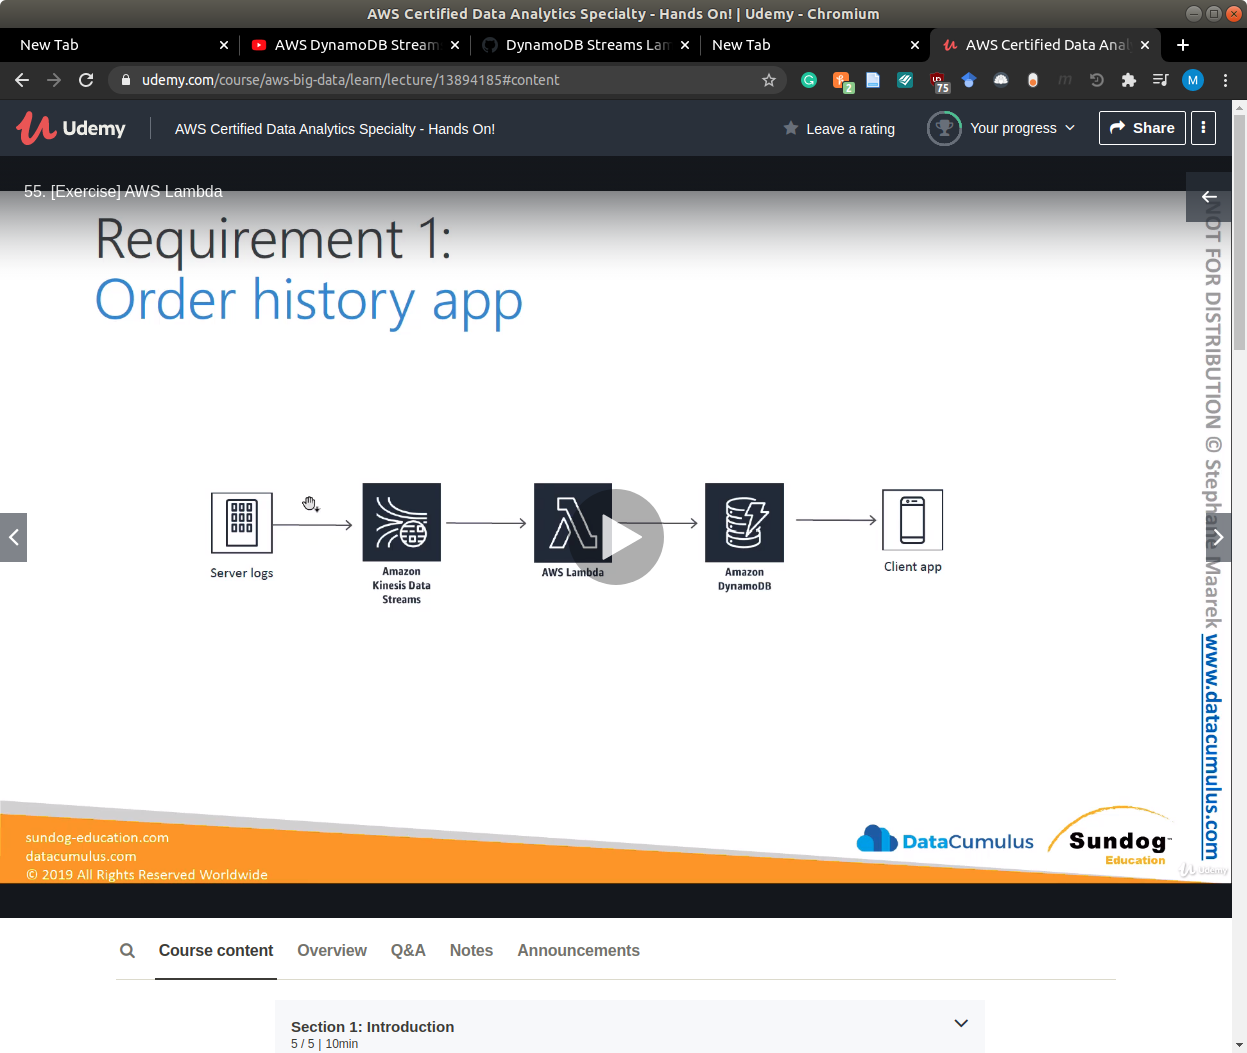 AWS Certified Data Analytics Specialty - Hands On! | Udemy - Chromium
New Tab
AWS DynamoDB Stream
DynamoDB Streams Lam
New Tab
AWS Certified Data Anal
udemy.com/course/aws-big-data/learn/lecture/13894185#content
2
75
M
Udemy
AWS Certified Data Analytics Specialty - Hands On!
Leave a rating
Your progress
Share
55. [Exercise] AWS Lambda
Requirement 1:
Order history app
Server logs
Amazon
Kinesis Data
Streams
AWS Lambda
Amazon
DynamoDB
Client app
NOT FOR DISTRIBUTION © Stephane Maarek www.datacumulus.com
sundog-education.com
datacumulus.com
© 2019 All Rights Reserved Worldwide
DataCumulus
Sundog
Education
Udemy
Course content
Overview
Q&A
Notes
Announcements
Section 1: Introduction
5 / 5 | 10min